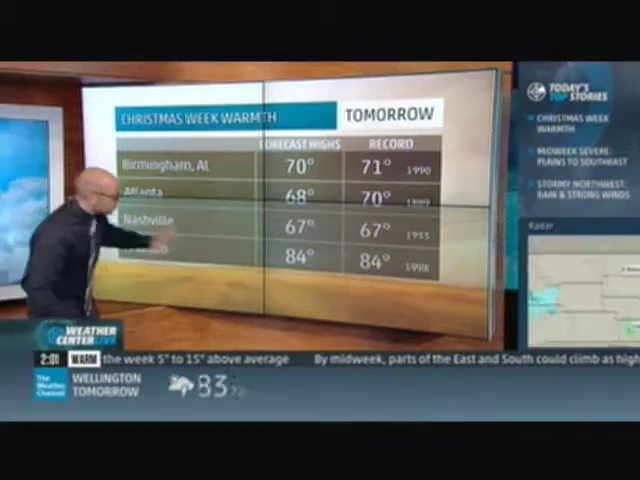 CHRISTMAS WEEK WARMTH
TOMORROW
FORECAST HIGHS
RECORD
Birmingham, AL 70° 71° 1990
Atlanta 68° 70°
Nashville 67° 67° 1933
84° 84° 1998
TODAY'S
TOP STORIES
CHRISTMAS WEEK
WARMTH
MIDWEEK SEVERE:
PLAINS TO SOUTHEAST
STORMY NORTHWEST:
RAIN & STRONG WINDS
Radar
WEATHER
CENTER LIVE
2:01 WARM the week 5° to 15° above average By midweek, parts of the East and South could climb as high
The
Weather
Channel
WELLINGTON
TOMORROW
83